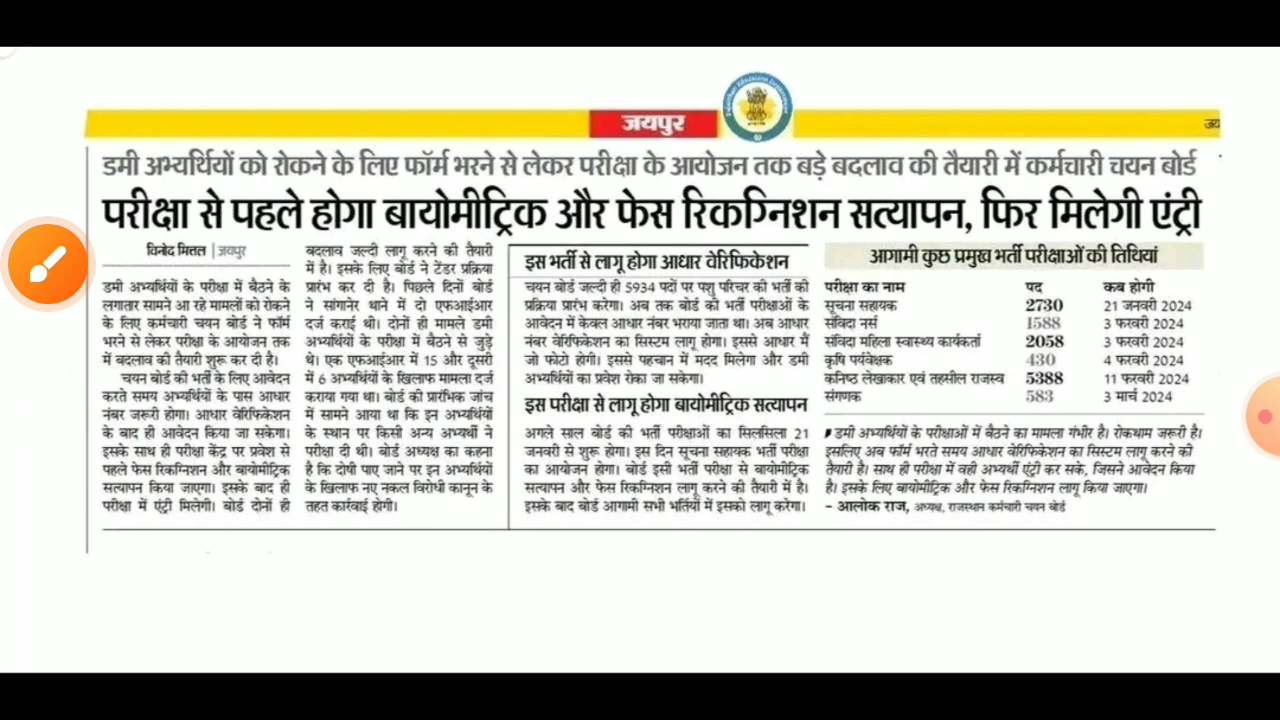 जयपुर
जय
डमी अभ्यर्थियों को रोकने के लिए फॉर्म भरने से लेकर परीक्षा के आयोजन तक बड़े बदलाव की तैयारी में कर्मचारी चयन बोर्ड
परीक्षा से पहले होगा बायोमीट्रिक और फेस रिकग्निशन सत्यापन, फिर मिलेगी एंट्री
विनोद मित्तल | जयपुर
डमी अभ्यर्थियों के परीक्षा में बैठने के
लगातार सामने आ रहे मामलों को रोकने
के लिए कर्मचारी चयन बोर्ड ने फॉर्म
भरने से लेकर परीक्षा के आयोजन तक
में बदलाव की तैयारी शुरू कर दी है।
चयन बोर्ड की भर्ती के लिए आवेदन
करते समय अभ्यर्थियों के पास आधार
नंबर जरूरी होगा। आधार वेरिफिकेशन
के बाद ही आवेदन किया जा सकेगा।
इसके साथ ही परीक्षा केंद्र पर प्रवेश से
पहले फेस रिकग्निशन और बायोमीट्रिक
सत्यापन किया जाएगा। इसके बाद ही
परीक्षा में एंट्री मिलेगी। बोर्ड दोनों ही
बदलाव जल्दी लागू करने की तैयारी
में है। इसके लिए बोर्ड ने टेंडर प्रक्रिया
प्रारंभ कर दी है। पिछले दिनों बोर्ड
ने सांगानेर थाने में दो एफआईआर
दर्ज कराई थी। दोनों ही मामले डमी
अभ्यर्थियों के परीक्षा में बैठने से जुड़े
थे। एक एफआईआर में 15 और दूसरी
में 6 अभ्यर्थियों के खिलाफ मामला दर्ज
कराया गया था। बोर्ड की प्रारंभिक जांच
में सामने आया था कि इन अभ्यर्थियों
के स्थान पर किसी अन्य अभ्यर्थी ने
परीक्षा दी थी। बोर्ड अध्यक्ष का कहना
है कि दोषी पाए जाने पर इन अभ्यर्थियों
के खिलाफ नए नकल विरोधी कानून के
तहत कार्रवाई होगी।
इस भर्ती से लागू होगा आधार वेरिफिकेशन
चयन बोर्ड जल्दी ही 5934 पदों पर पशु परिचर की भर्ती की
प्रक्रिया प्रारंभ करेगा। अब तक बोर्ड की भर्ती परीक्षाओं के
आवेदन में केवल आधार नंबर भराया जाता था। अब आधार
नंबर वेरिफिकेशन का सिस्टम लागू होगा। इससे आधार में
जो फोटो होगी। इससे पहचान में मदद मिलेगा और डमी
अभ्यर्थियों का प्रवेश रोका जा सकेगा।
इस परीक्षा से लागू होगा बायोमीट्रिक सत्यापन
अगले साल बोर्ड की भर्ती परीक्षाओं का सिलसिला 21
जनवरी से शुरू होगा। इस दिन सूचना सहायक भर्ती परीक्षा
का आयोजन होगा। बोर्ड इसी भर्ती परीक्षा से बायोमीट्रिक
सत्यापन और फेस रिकग्निशन लागू करने की तैयारी में है।
इसके बाद बोर्ड आगामी सभी भर्तियों में इसको लागू करेगा।
आगामी कुछ प्रमुख भर्ती परीक्षाओं की तिथियां
परीक्षा का नाम पद कब होगी
सूचना सहायक 2730 21 जनवरी 2024
संविदा नर्स 1588 3 फरवरी 2024
संविदा महिला स्वास्थ्य कार्यकर्ता 2058 3 फरवरी 2024
कृषि पर्यवेक्षक 430 4 फरवरी 2024
कनिष्ठ लेखाकार एवं तहसील राजस्व 5388 11 फरवरी 2024
संगणक 583 3 मार्च 2024
डमी अभ्यर्थियों के परीक्षाओं में बैठने का मामला गंभीर है। रोकथाम जरूरी है।
इसलिए अब फॉर्म भरते समय आधार वेरिफिकेशन का सिस्टम लागू करने की
तैयारी है। साथ ही परीक्षा में वही अभ्यर्थी एंट्री कर सके, जिसने आवेदन किया
है। इसके लिए बायोमीट्रिक और फेस रिकग्निशन लागू किया जाएगा।
- आलोक राज, अध्यक्ष, राजस्थान कर्मचारी चयन बोर्ड